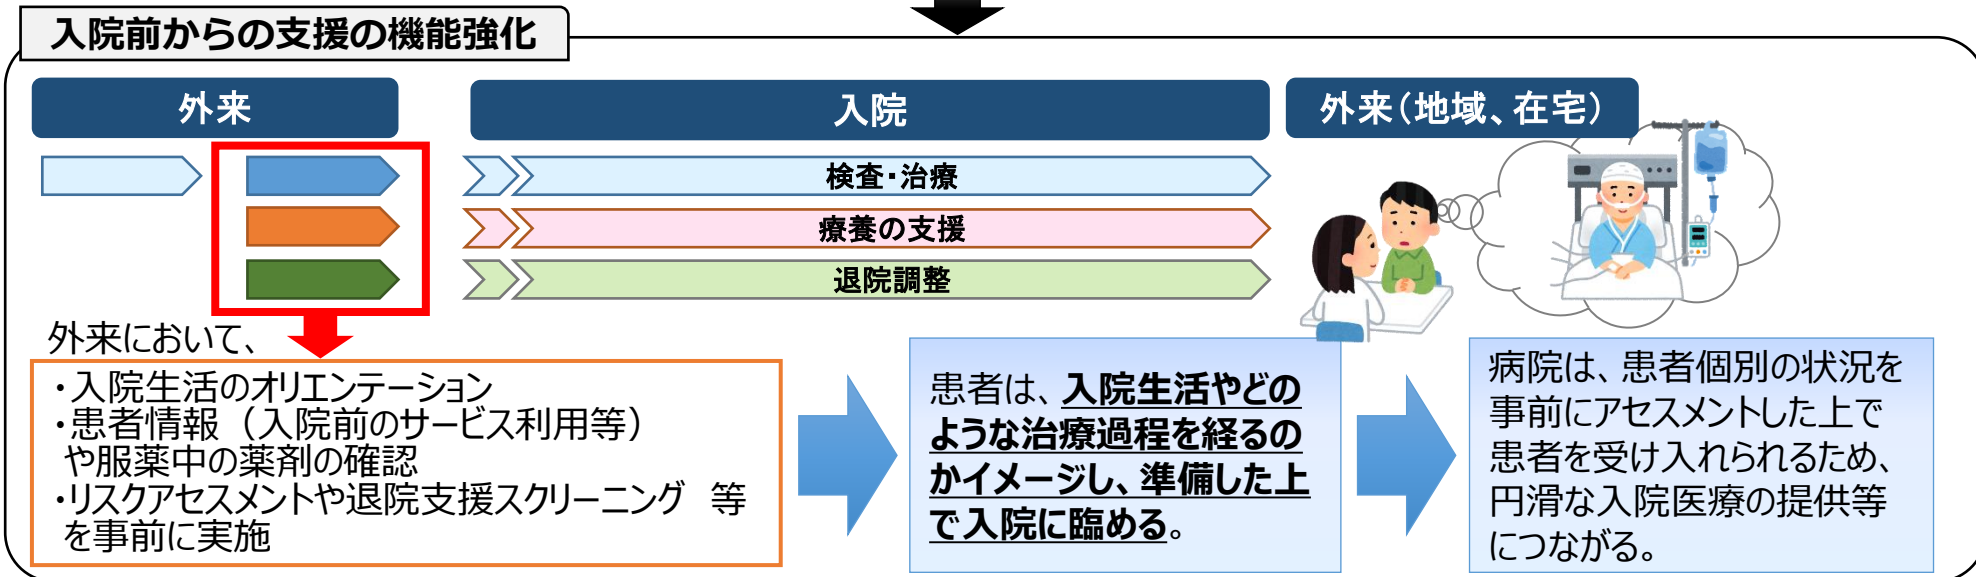 入院前からの支援の機能強化
外来
入院
外来(地域、在宅)
検査・治療
療養の支援
退院調整
外来において、
・入院生活のオリエンテーション
・患者情報（入院前のサービス利用等）
や服薬中の薬剤の確認
・リスクアセスメントや退院支援スクリーニング　等
を事前に実施
患者は、入院生活やどの
ような治療過程を経るの
かイメージし、準備した上
で入院に臨める。
病院は、患者個別の状況を
事前にアセスメントした上で
患者を受け入れられるため、
円滑な入院医療の提供等
につながる。